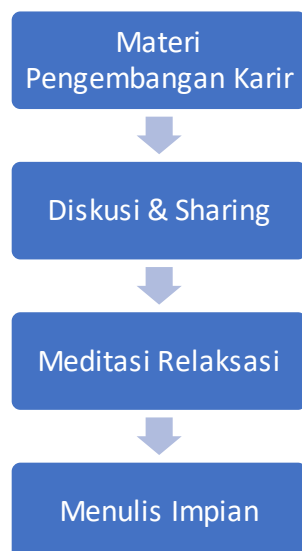 Materi
Pengembangan Karir
Diskusi & Sharing
Meditasi Relaksasi
Menulis Impian